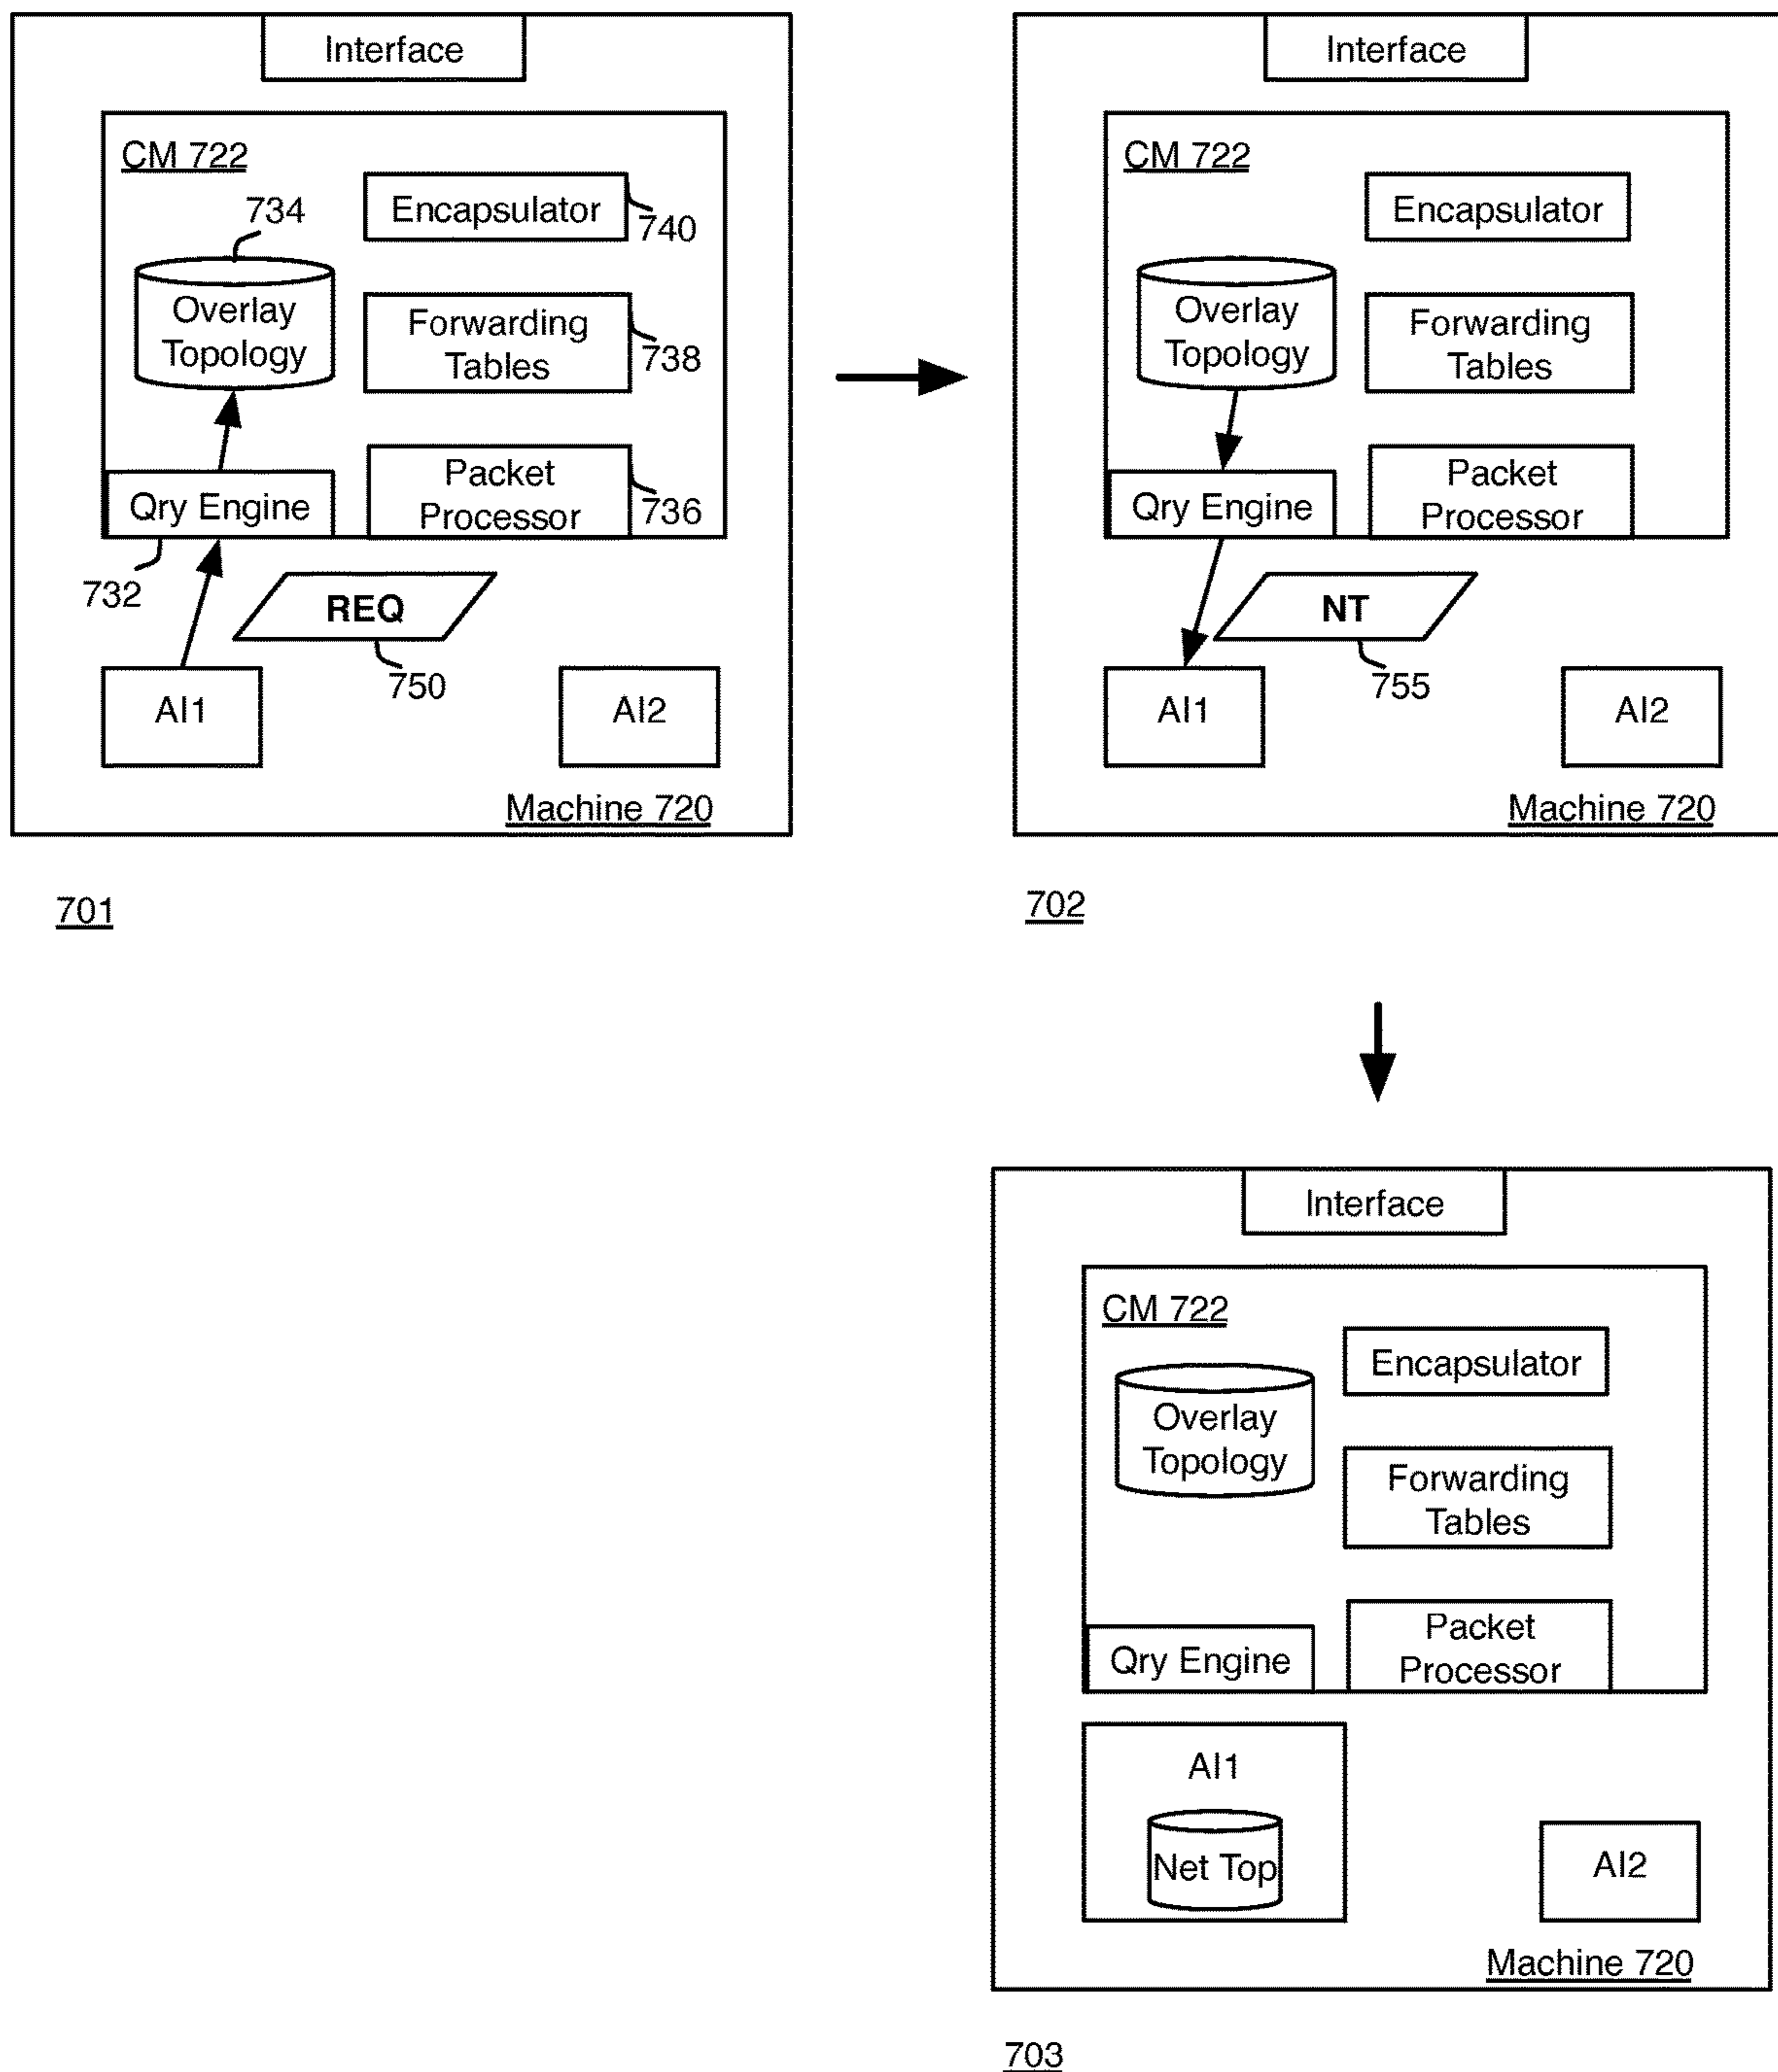 Interface
CM 722
734
Encapsulator
740
Overlay
Topology
Forwarding
Tables
738
Qry Engine
Packet
Processor
736
732
REQ
750
AI1
AI2
Machine 720
701
Interface
CM 722
Encapsulator
Overlay
Topology
Forwarding
Tables
Qry Engine
Packet
Processor
NT
755
AI1
AI2
Machine 720
702
Interface
CM 722
Encapsulator
Overlay
Topology
Forwarding
Tables
Qry Engine
Packet
Processor
AI1
Net Top
AI2
Machine 720
703